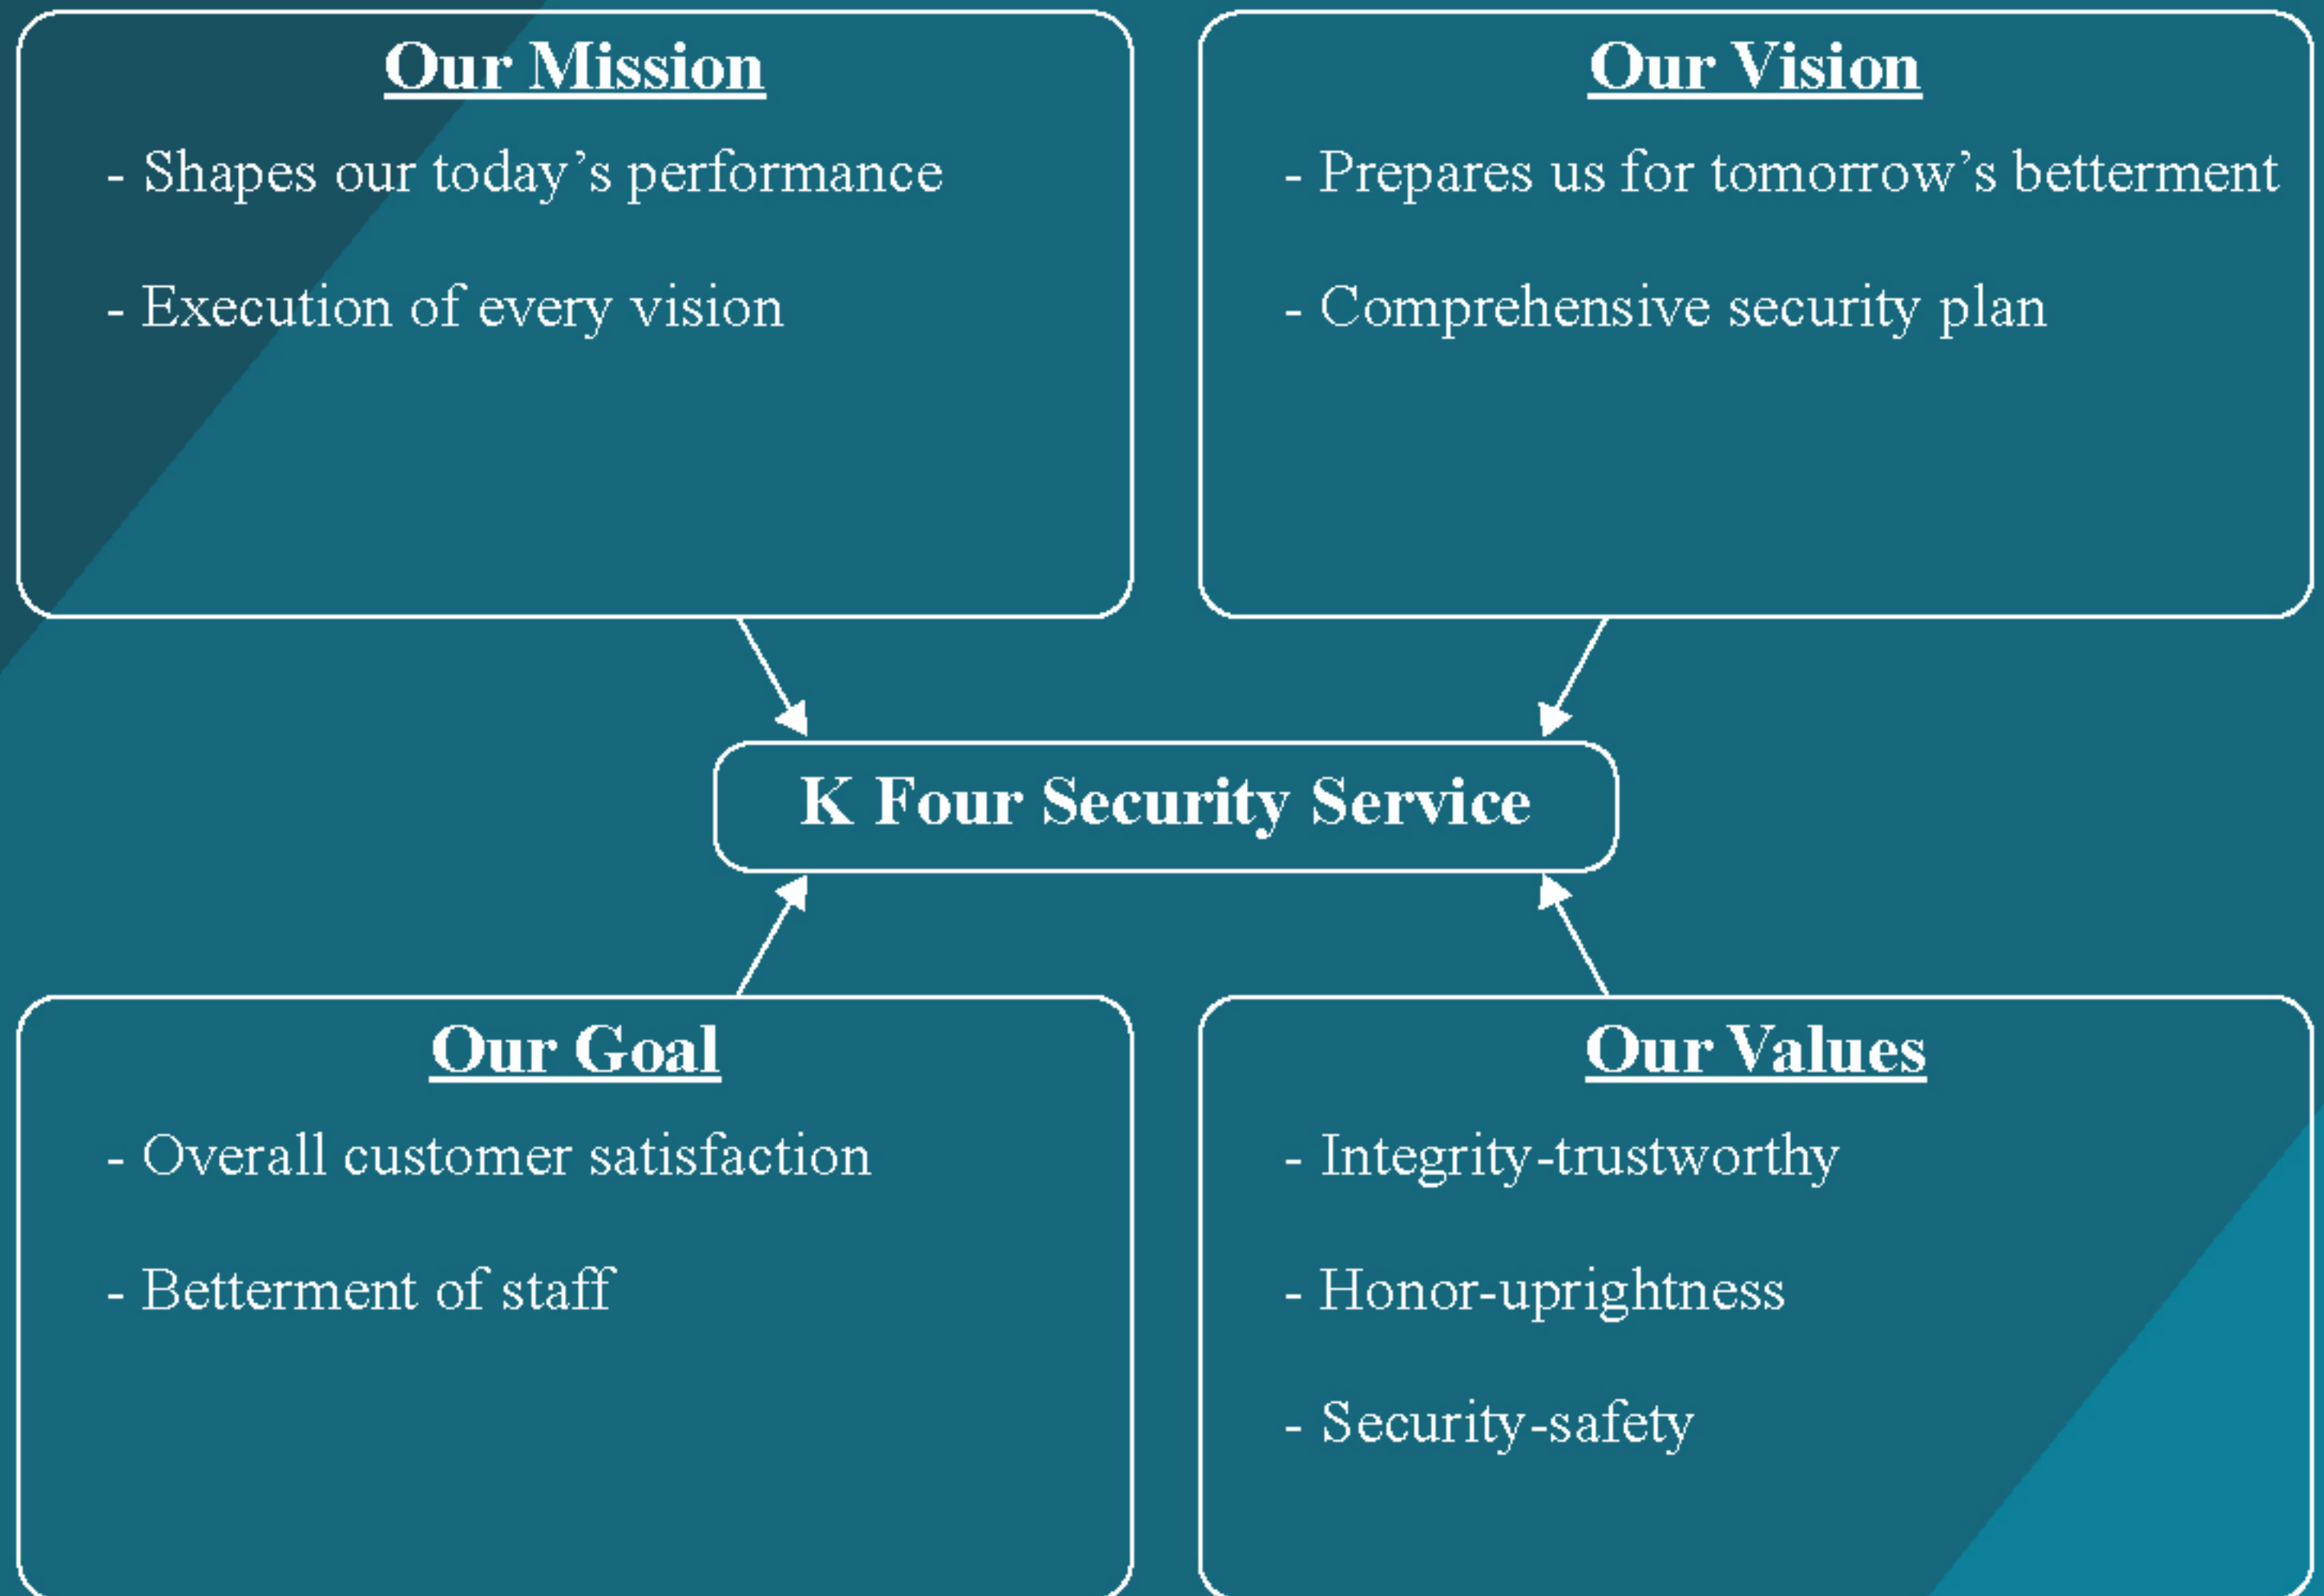 Our Mission
- Shapes our today’s performance
- Execution of every vision
Our Vision
- Prepares us for tomorrow’s betterment
- Comprehensive security plan
K Four Security Service
Our Goal
- Overall customer satisfaction
- Betterment of staff
Our Values
- Integrity-trustworthy
- Honor-uprightness
- Security-safety